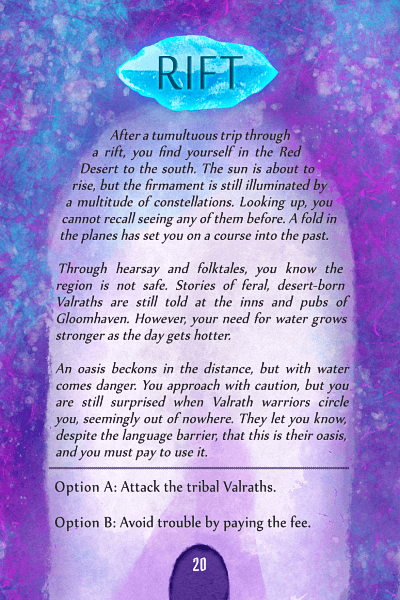 RIFT
After a tumultuous trip through
a rift, you find yourself in the Red
Desert to the south. The sun is about to
rise, but the firmament is still illuminated by
a multitude of constellations. Looking up, you
cannot recall seeing any of them before. A fold in
the planes has set you on a course into the past.
Through hearsay and folktales, you know the
region is not safe. Stories of feral, desert-born
Valraths are still told at the inns and pubs of
Gloomhaven. However, your need for water grows
stronger as the day gets hotter.
An oasis beckons in the distance, but with water
comes danger. You approach with caution, but you
are still surprised when Valrath warriors circle
you, seemingly out of nowhere. They let you know,
despite the language barrier, that this is their oasis,
and you must pay to use it.
Option A: Attack the tribal Valraths.
Option B: Avoid trouble by paying the fee.
20